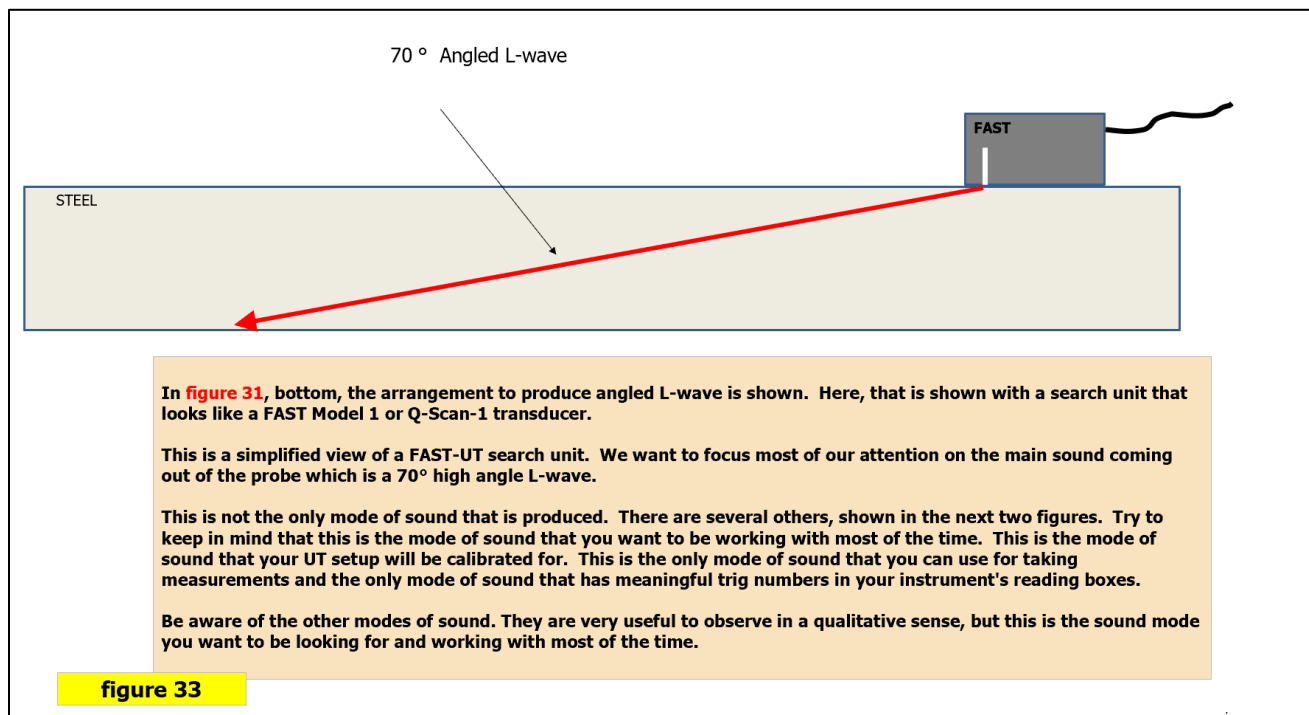 70 ° Angled L-wave
FAST
STEEL
In figure 31, bottom, the arrangement to produce angled L-wave is shown. Here, that is shown with a search unit that
looks like a FAST Model 1 or Q-Scan-1 transducer.
This is a simplified view of a FAST-UT search unit. We want to focus most of our attention on the main sound coming
out of the probe which is a 70° high angle L-wave.
This is not the only mode of sound that is produced. There are several others, shown in the next two figures. Try to
keep in mind that this is the mode of sound that you want to be working with most of the time. This is the mode of
sound that your UT setup will be calibrated for. This is the only mode of sound that you can use for taking
measurements and the only mode of sound that has meaningful trig numbers in your instrument's reading boxes.
Be aware of the other modes of sound. They are very useful to observe in a qualitative sense, but this is the sound mode
you want to be looking for and working with most of the time.
figure 33